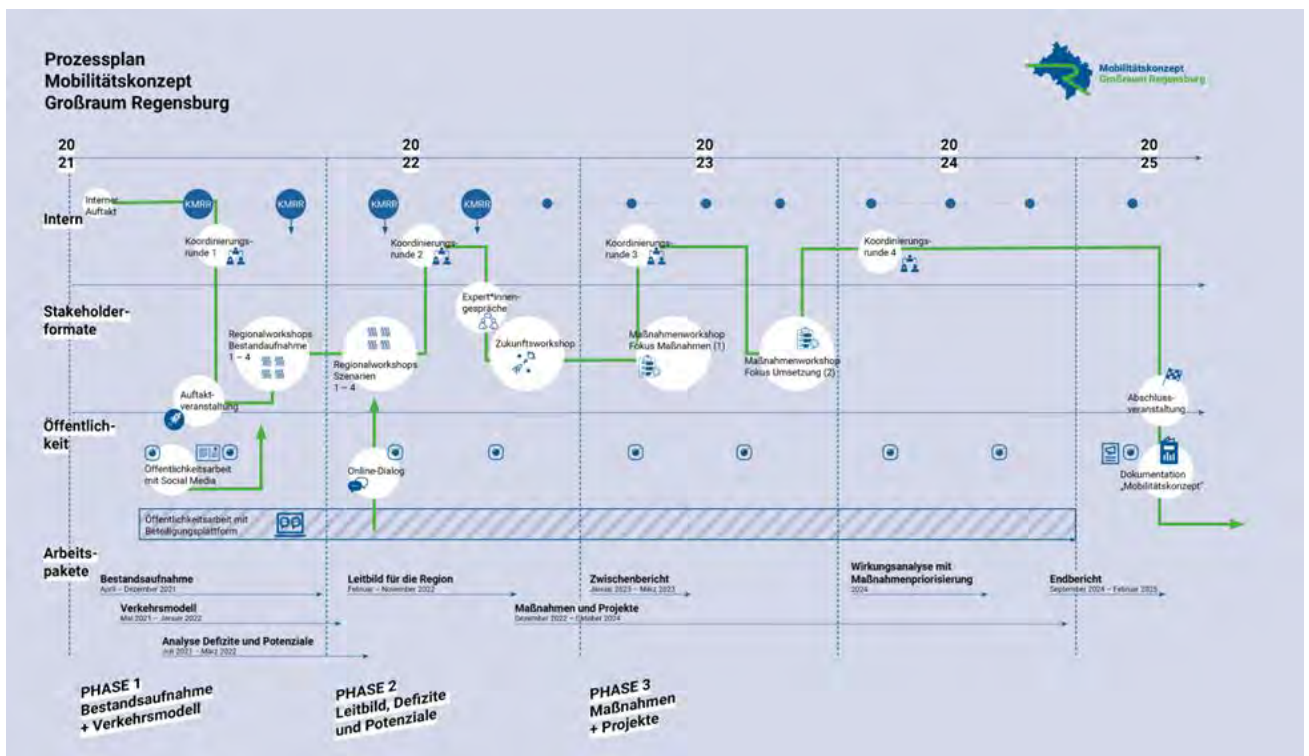 Prozessplan
Mobilitätskonzept
Großraum Regensburg
Mobilitätskonzept
Großraum Regensburg
20
21
20
22
20
23
20
24
20
25
Intern
Interner
Auftakt
KMRR
KMRR
KMRR
KMRR
Koordinierungs-
runde 1
Koordinierungs-
runde 2
Koordinierungs-
runde 3
Koordinierungs-
runde 4
Stakeholder-
formate
Expert*innen-
gespräche
Regionalworkshops
Bestandaufnahme
1 – 4
Regionalworkshops
Szenarien
1 – 4
Zukunftsworkshop
Maßnahmenworkshop
Fokus Maßnahmen (1)
Maßnahmenworkshop
Fokus Umsetzung (2)
Auftakt-
veranstaltung
Abschluss-
veranstaltung
Öffentlich-
keit
Öffentlichkeitsarbeit
mit Social Media
Online-Dialog
Dokumentation
„Mobilitätskonzept"
Öffentlichkeitsarbeit mit
Beteiligungsplattform
Arbeits-
pakete
Bestandsaufnahme
April – Dezember 2021
Leitbild für die Region
Februar – November 2022
Zwischenbericht
Januar 2023 – März 2023
Wirkungsanalyse mit
Maßnahmenpriorisierung
2024
Endbericht
September 2024 – Februar 2025
Verkehrsmodell
Mai 2021 – Januar 2022
Maßnahmen und Projekte
Dezember 2022 – Oktober 2024
Analyse Defizite und Potenziale
Juli 2021 – März 2022
PHASE 1
Bestandsaufnahme
+ Verkehrsmodell
PHASE 2
Leitbild, Defizite
und Potenziale
PHASE 3
Maßnahmen
+ Projekte